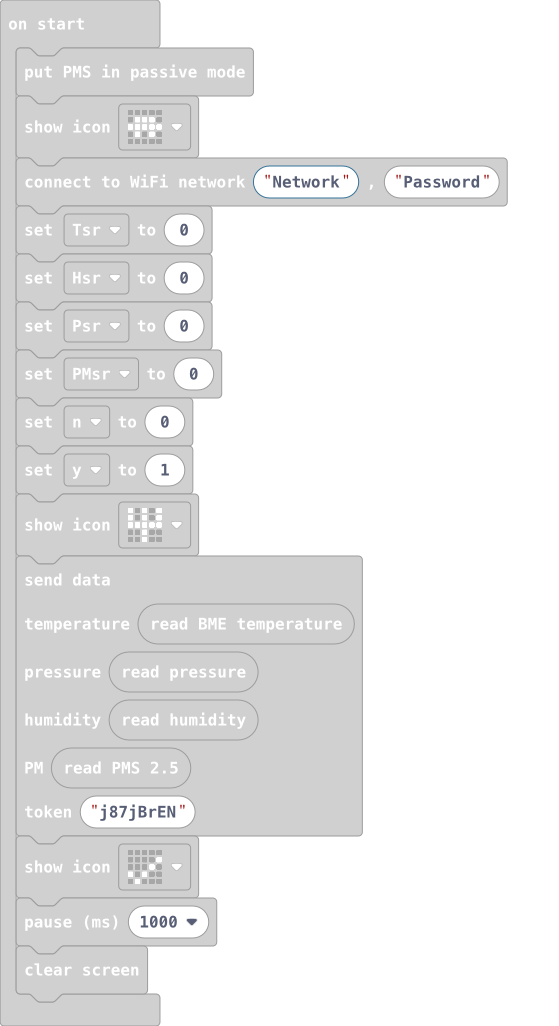 on start
put PMS in passive mode
show icon
connect to WiFi network "Network" , "Password"
set Tsr to 0
set Hsr to 0
set Psr to 0
set PMsr to 0
set n to 0
set y to 1
show icon
send data
temperature read BME temperature
pressure read pressure
humidity read humidity
PM read PMS 2.5
token "j87jBrEN"
show icon
pause (ms) 1000
clear screen